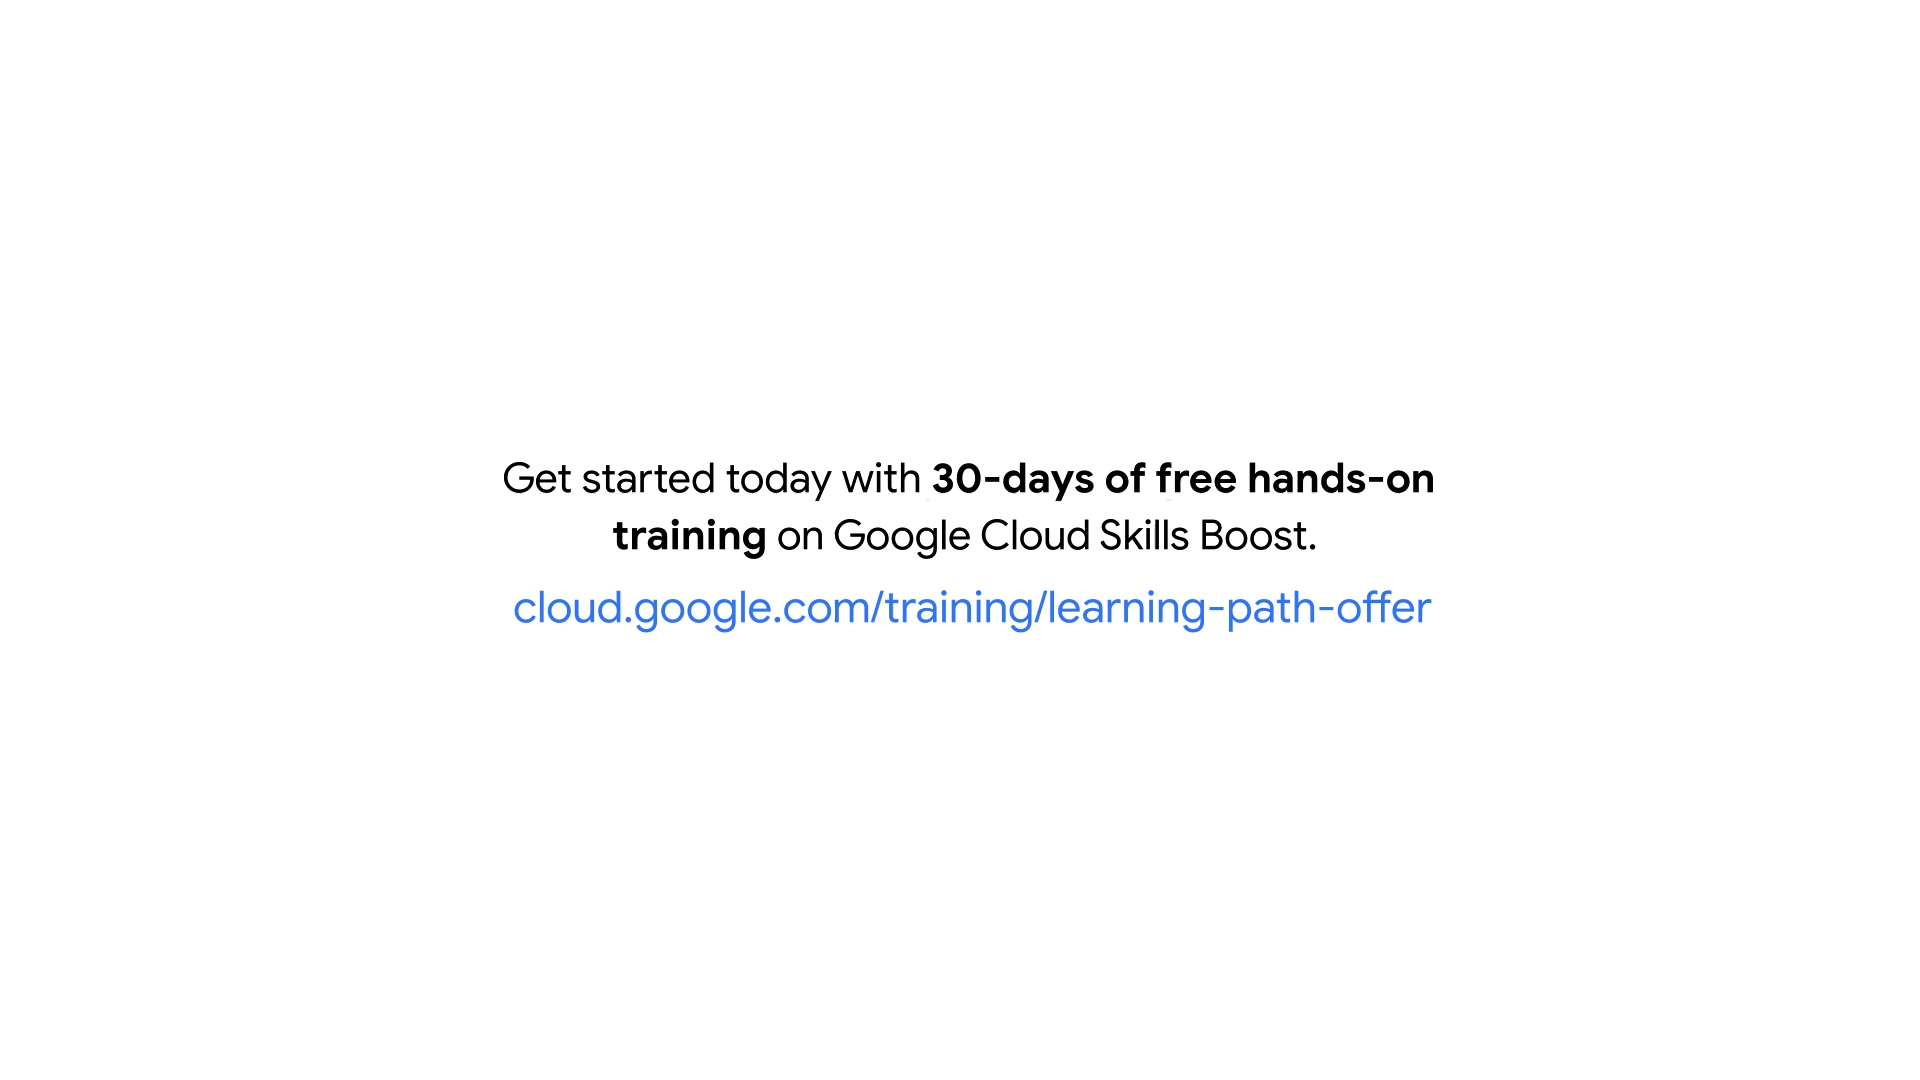 Get started today with 30-days of free hands-on
training on Google Cloud Skills Boost.
cloud.google.com/training/learning-path-offer